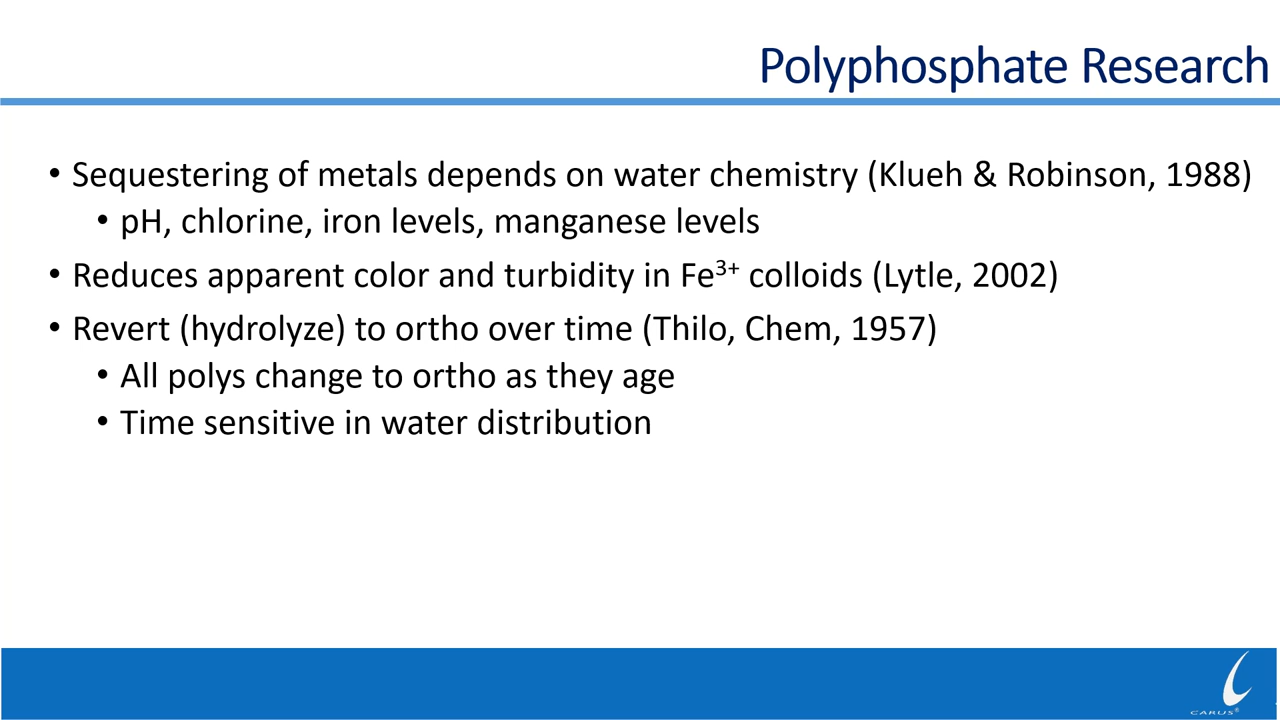 Polyphosphate Research
• Sequestering of metals depends on water chemistry (Klueh & Robinson, 1988)
• pH, chlorine, iron levels, manganese levels
• Reduces apparent color and turbidity in Fe³⁺ colloids (Lytle, 2002)
• Revert (hydrolyze) to ortho over time (Thilo, Chem, 1957)
• All polys change to ortho as they age
• Time sensitive in water distribution
CARUS®